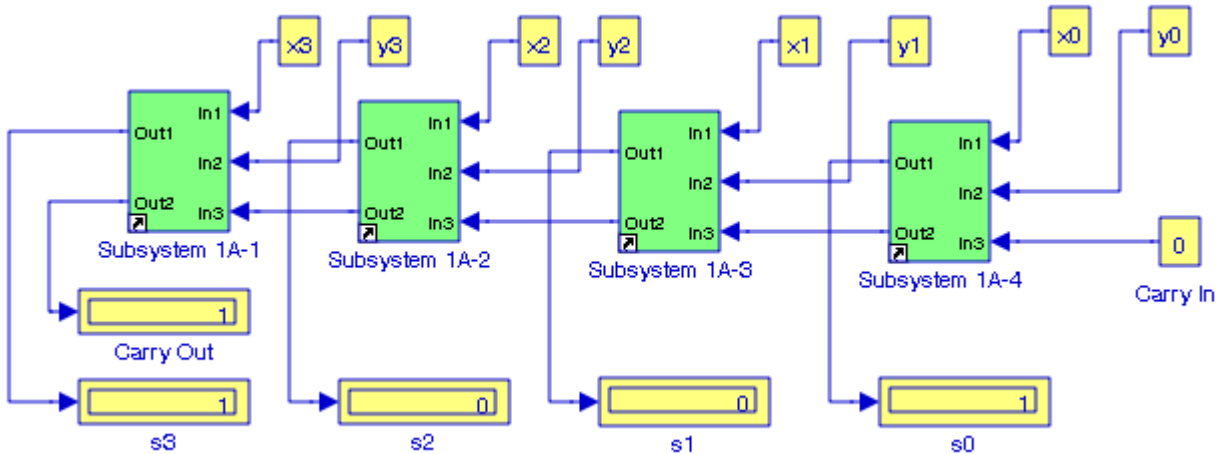 x3 y3 x2 y2 x1 y1 x0 y0
In1 In1 In1 In1
Out1 Out1 Out1 Out1
In2 In2 In2 In2
Out2 In3 Out2 In3 Out2 In3 Out2 In3
0
Subsystem 1A-1 Subsystem 1A-2 Subsystem 1A-3 Subsystem 1A-4 Carry In
1
Carry Out
1 0 0 1
s3 s2 s1 s0